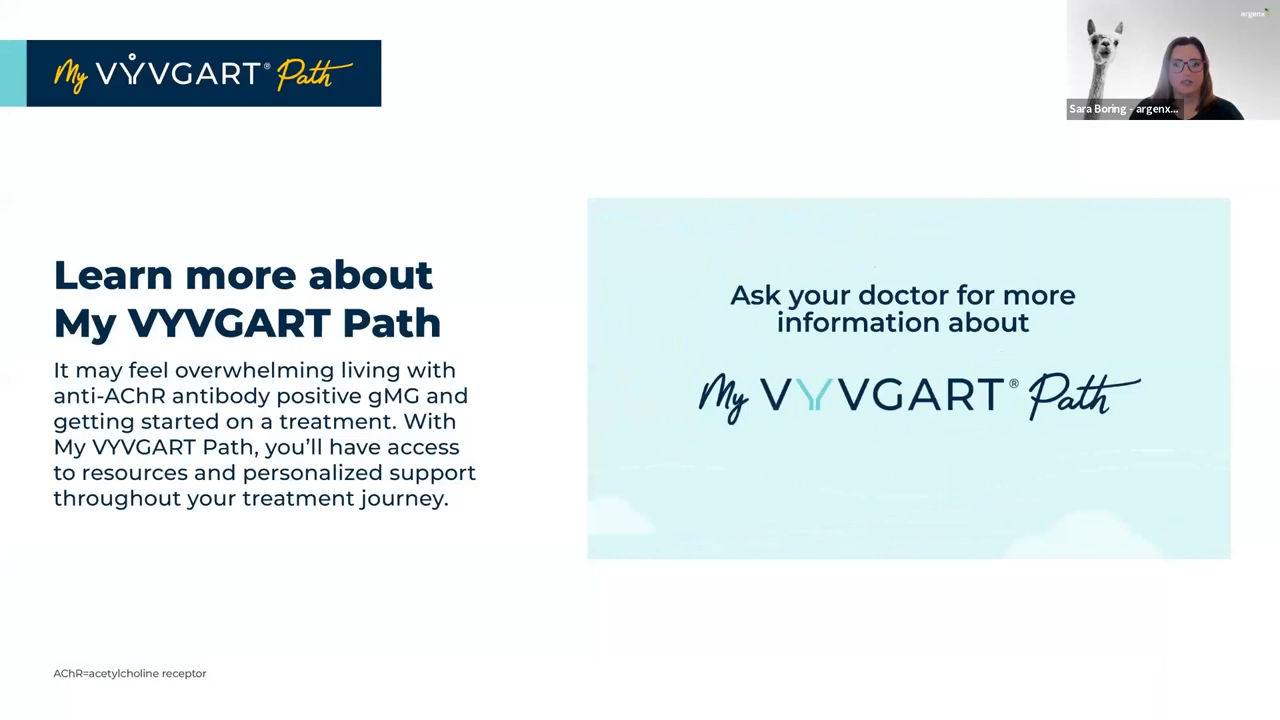 My VYVGART® Path
argenx
Sara Boring - argenx...
Learn more about
My VYVGART Path
It may feel overwhelming living with
anti-AChR antibody positive gMG and
getting started on a treatment. With
My VYVGART Path, you’ll have access
to resources and personalized support
throughout your treatment journey.
Ask your doctor for more
information about
My VYVGART® Path
AChR=acetylcholine receptor